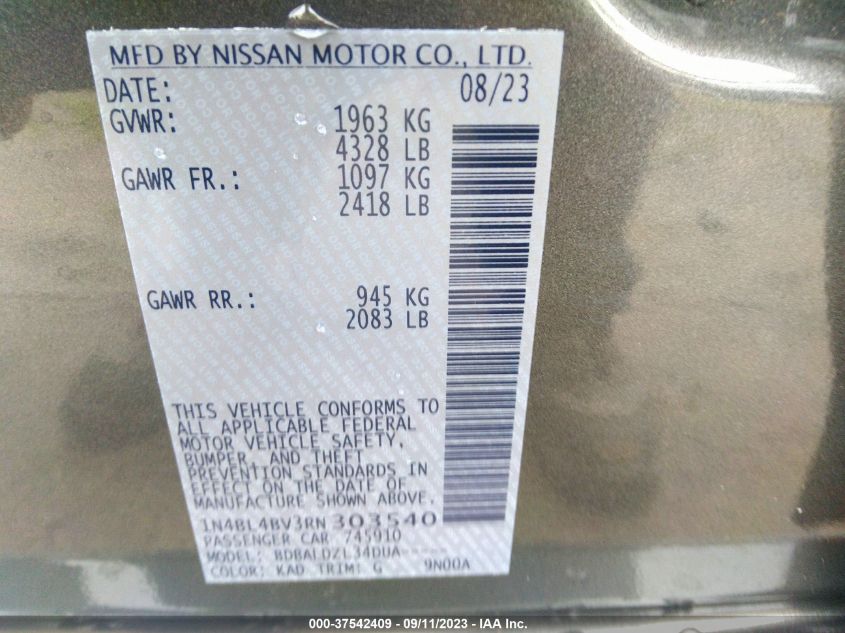 MFD BY NISSAN MOTOR CO., LTD.
DATE: 08/23
GVWR: 1963 KG
4328 LB
GAWR FR.: 1097 KG
2418 LB
GAWR RR.: 945 KG
2083 LB
THIS VEHICLE CONFORMS TO
ALL APPLICABLE FEDERAL
MOTOR VEHICLE SAFETY,
BUMPER, AND THEFT
PREVENTION STANDARDS IN
EFFECT ON THE DATE OF
MANUFACTURE SHOWN ABOVE.
1N4BL4BV3RN303540
PASSENGER CAR 745910
MODEL: BDBALDZL34DUA-----
COLOR: KAD TRIM: G 9N00A
000-37542409 - 09/11/2023 - IAA Inc.